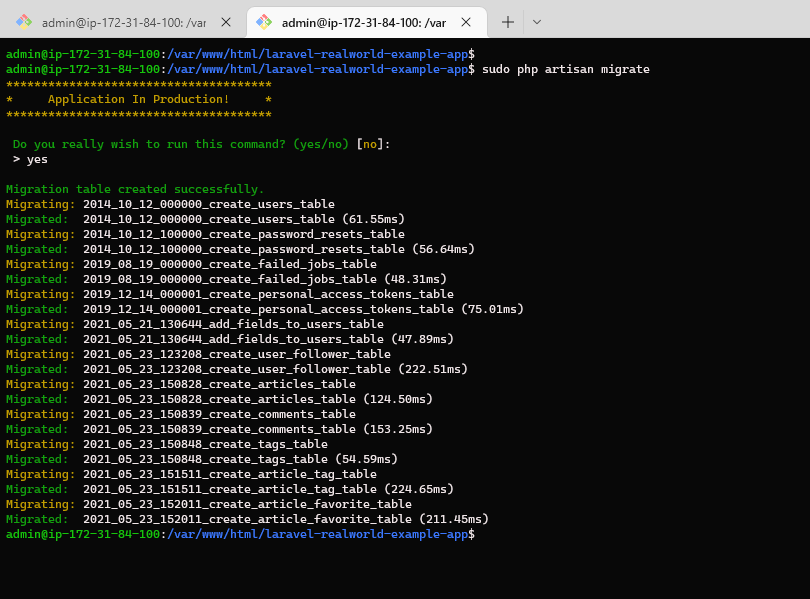 admin@ip-172-31-84-100: /var
admin@ip-172-31-84-100: /var
admin@ip-172-31-84-100:/var/www/html/laravel-realworld-example-app$
admin@ip-172-31-84-100:/var/www/html/laravel-realworld-example-app$ sudo php artisan migrate
**************************************
*     Application In Production!     *
**************************************
Do you really wish to run this command? (yes/no) [no]:
> yes
Migration table created successfully.
Migrating: 2014_10_12_000000_create_users_table
Migrated:  2014_10_12_000000_create_users_table (61.55ms)
Migrating: 2014_10_12_100000_create_password_resets_table
Migrated:  2014_10_12_100000_create_password_resets_table (56.64ms)
Migrating: 2019_08_19_000000_create_failed_jobs_table
Migrated:  2019_08_19_000000_create_failed_jobs_table (48.31ms)
Migrating: 2019_12_14_000001_create_personal_access_tokens_table
Migrated:  2019_12_14_000001_create_personal_access_tokens_table (75.01ms)
Migrating: 2021_05_21_130644_add_fields_to_users_table
Migrated:  2021_05_21_130644_add_fields_to_users_table (47.89ms)
Migrating: 2021_05_23_123208_create_user_follower_table
Migrated:  2021_05_23_123208_create_user_follower_table (222.51ms)
Migrating: 2021_05_23_150828_create_articles_table
Migrated:  2021_05_23_150828_create_articles_table (124.50ms)
Migrating: 2021_05_23_150839_create_comments_table
Migrated:  2021_05_23_150839_create_comments_table (153.25ms)
Migrating: 2021_05_23_150848_create_tags_table
Migrated:  2021_05_23_150848_create_tags_table (54.59ms)
Migrating: 2021_05_23_151511_create_article_tag_table
Migrated:  2021_05_23_151511_create_article_tag_table (224.65ms)
Migrating: 2021_05_23_152011_create_article_favorite_table
Migrated:  2021_05_23_152011_create_article_favorite_table (211.45ms)
admin@ip-172-31-84-100:/var/www/html/laravel-realworld-example-app$